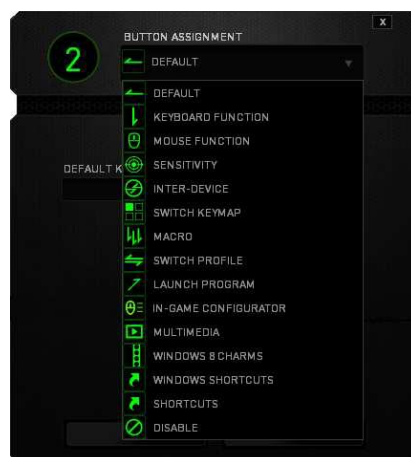 X
BUTTON ASSIGNMENT
2
DEFAULT
DEFAULT
KEYBOARD FUNCTION
MOUSE FUNCTION
DEFAULT K
SENSITIVITY
INTER-DEVICE
SWITCH KEYMAP
MACRO
SWITCH PROFILE
LAUNCH PROGRAM
IN-GAME CONFIGURATOR
MULTIMEDIA
WINDOWS 8 CHARMS
WINDOWS SHORTCUTS
SHORTCUTS
DISABLE